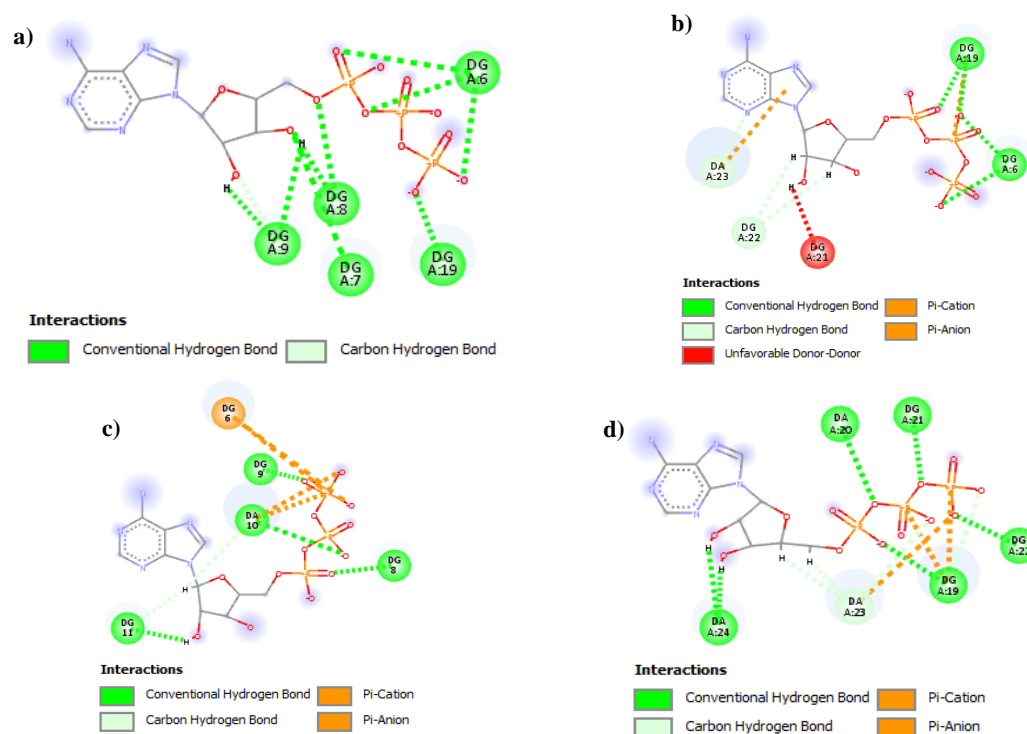 a)
DG
A:6
DG
A:8
DG
A:9
DG
A:7
DG
A:19
N
N
N
N
N
O
O
O
O
O
O
O
O
P
P
P
H
H
Interactions
Conventional Hydrogen Bond
Carbon Hydrogen Bond
b)
DG
A:19
DG
A:6
DA
A:23
DG
A:22
DG
A:21
Interactions
Conventional Hydrogen Bond
Pi-Cation
Carbon Hydrogen Bond
Pi-Anion
Unfavorable Donor-Donor
c)
DG
6
DG
9
DA
10
DG
8
DG
11
Interactions
Conventional Hydrogen Bond
Pi-Cation
Carbon Hydrogen Bond
Pi-Anion
d)
DA
A:20
DG
A:21
DG
A:22
DG
A:19
DA
A:23
DA
A:24
Interactions
Conventional Hydrogen Bond
Pi-Cation
Carbon Hydrogen Bond
Pi-Anion